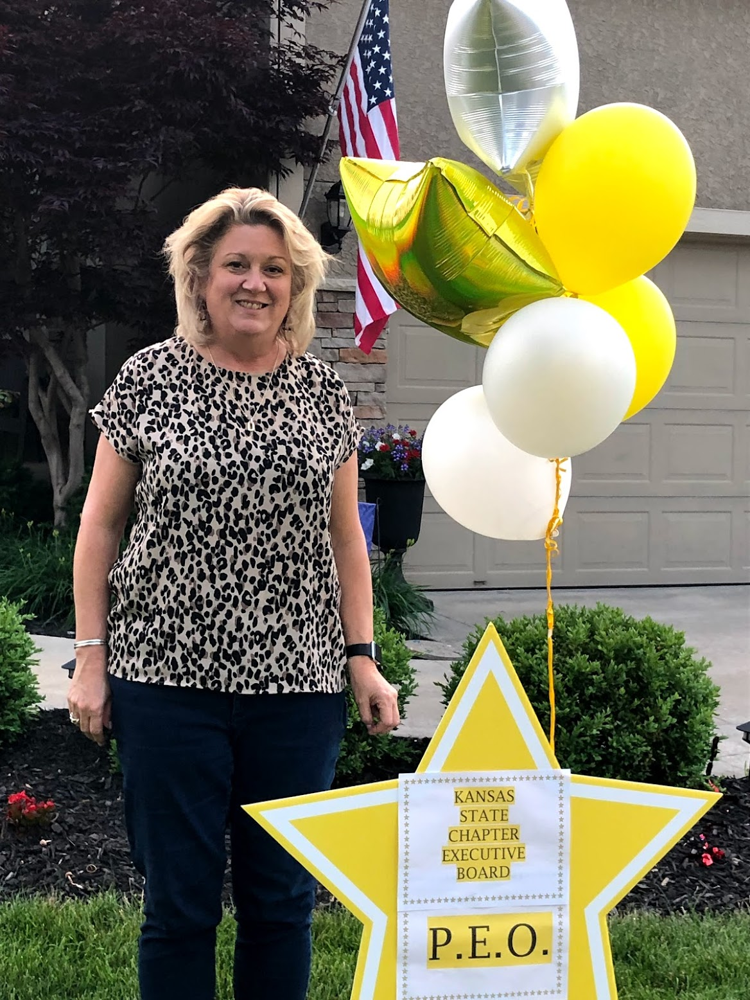 KANSAS
STATE
CHAPTER
EXECUTIVE
BOARD
P.E.O.